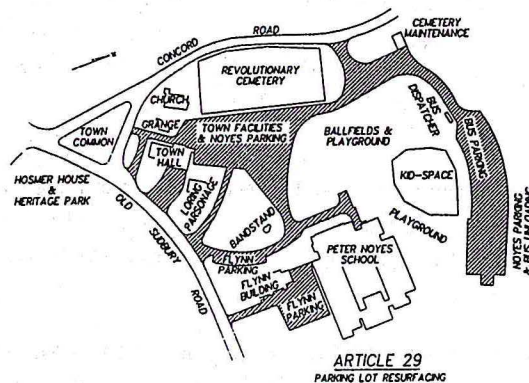 CEMETERY
MAINTENANCE
CONCORD
ROAD
REVOLUTIONARY
CEMETERY
CHURCH
GRANGE
TOWN
COMMON
TOWN FACILITIES
& NOYES PARKING
BALLFIELDS &
PLAYGROUND
BUS
DISPATCHER
BUS PARKING
TOWN
HALL
HOSMER HOUSE
&
HERITAGE PARK
LORING
PARSONAGE
KID-SPACE
OLD
SUDBURY
ROAD
BANDSTAND
PLAYGROUND
NOYES PARKING
& BUS UNLOADING
FLYNN
PARKING
PETER NOYES
SCHOOL
FLYNN
BUILDING
FLYNN
PARKING
ARTICLE 29
PARKING LOT RESURFACING